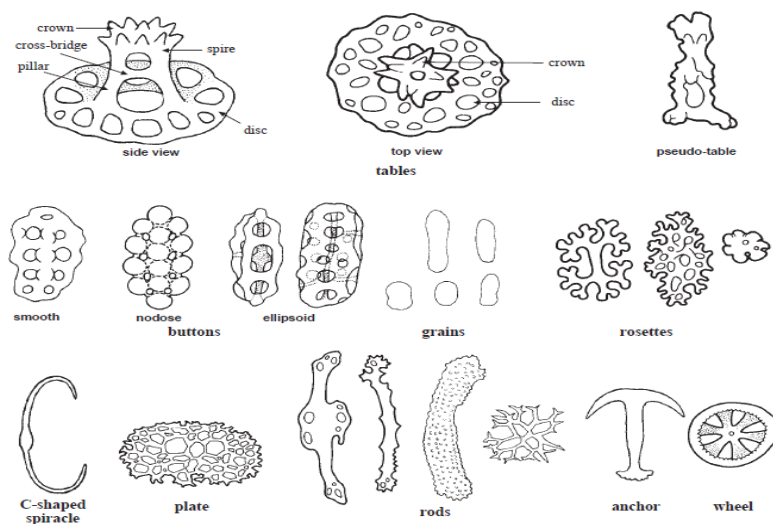 crown
cross-bridge
pillar
spire
disc
side view
crown
disc
top view
pseudo-table
tables
smooth
nodose
ellipsoid
buttons
grains
rosettes
C-shaped
spiracle
plate
rods
anchor
wheel